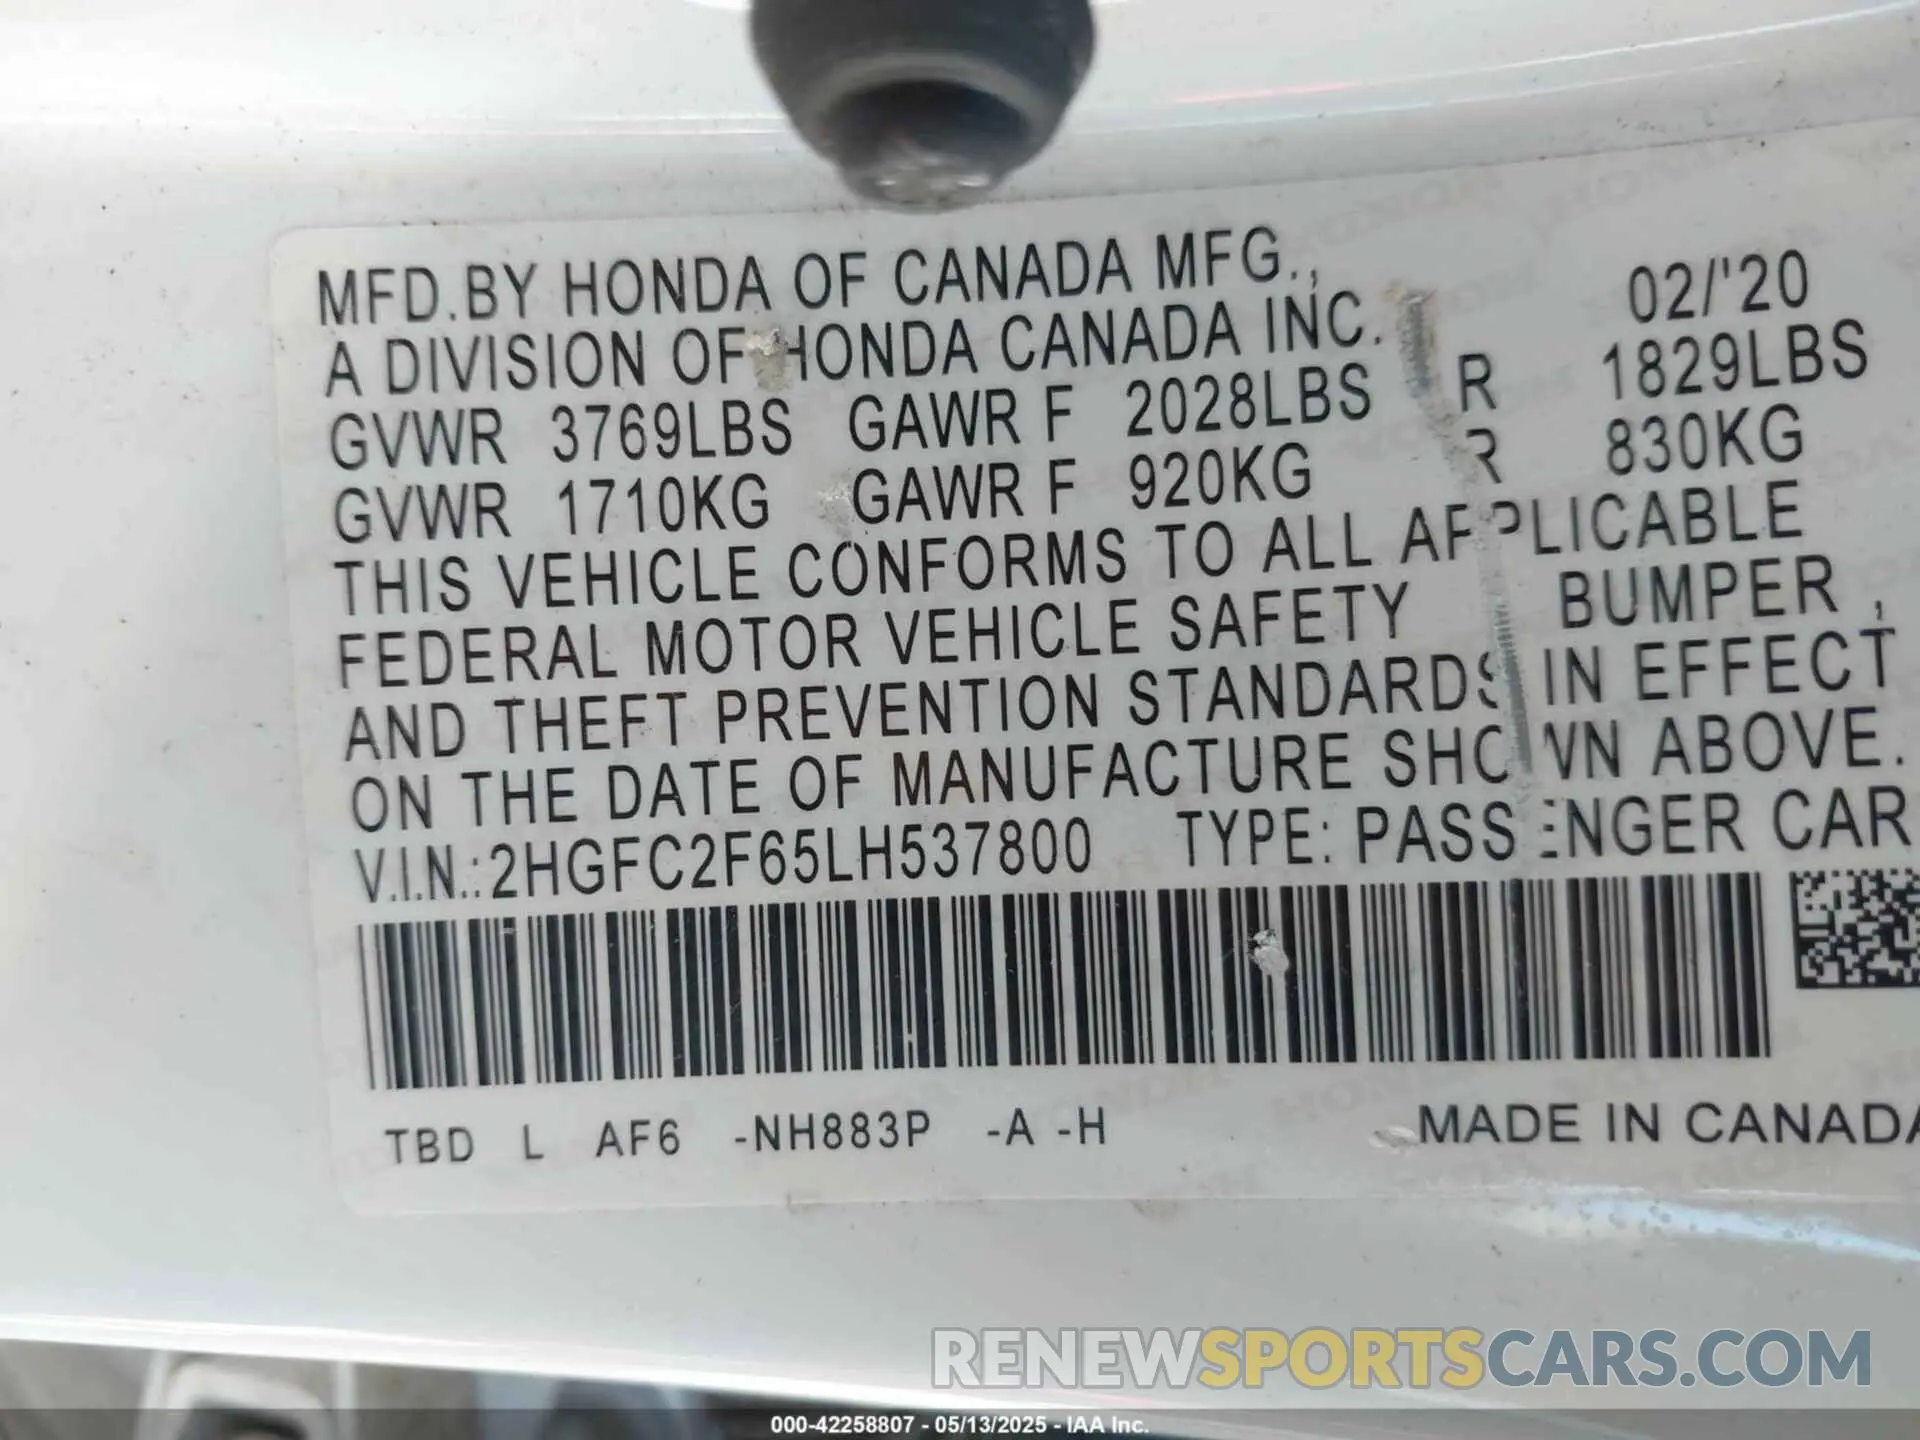 MFD.BY HONDA OF CANADA MFG., 02/'20
A DIVISION OF HONDA CANADA INC.
GVWR 3769LBS GAWR F 2028LBS R 1829LBS
GVWR 1710KG GAWR F 920KG R 830KG
THIS VEHICLE CONFORMS TO ALL APPLICABLE
FEDERAL MOTOR VEHICLE SAFETY BUMPER ,
AND THEFT PREVENTION STANDARDS IN EFFECT
ON THE DATE OF MANUFACTURE SHOWN ABOVE.
V.I.N.:2HGFC2F65LH537800 TYPE: PASSENGER CAR
TBD L AF6 -NH883P -A -H MADE IN CANADA
RENEWSPORTSCARS.COM
000-42258807 - 05/13/2025 - IAA Inc.